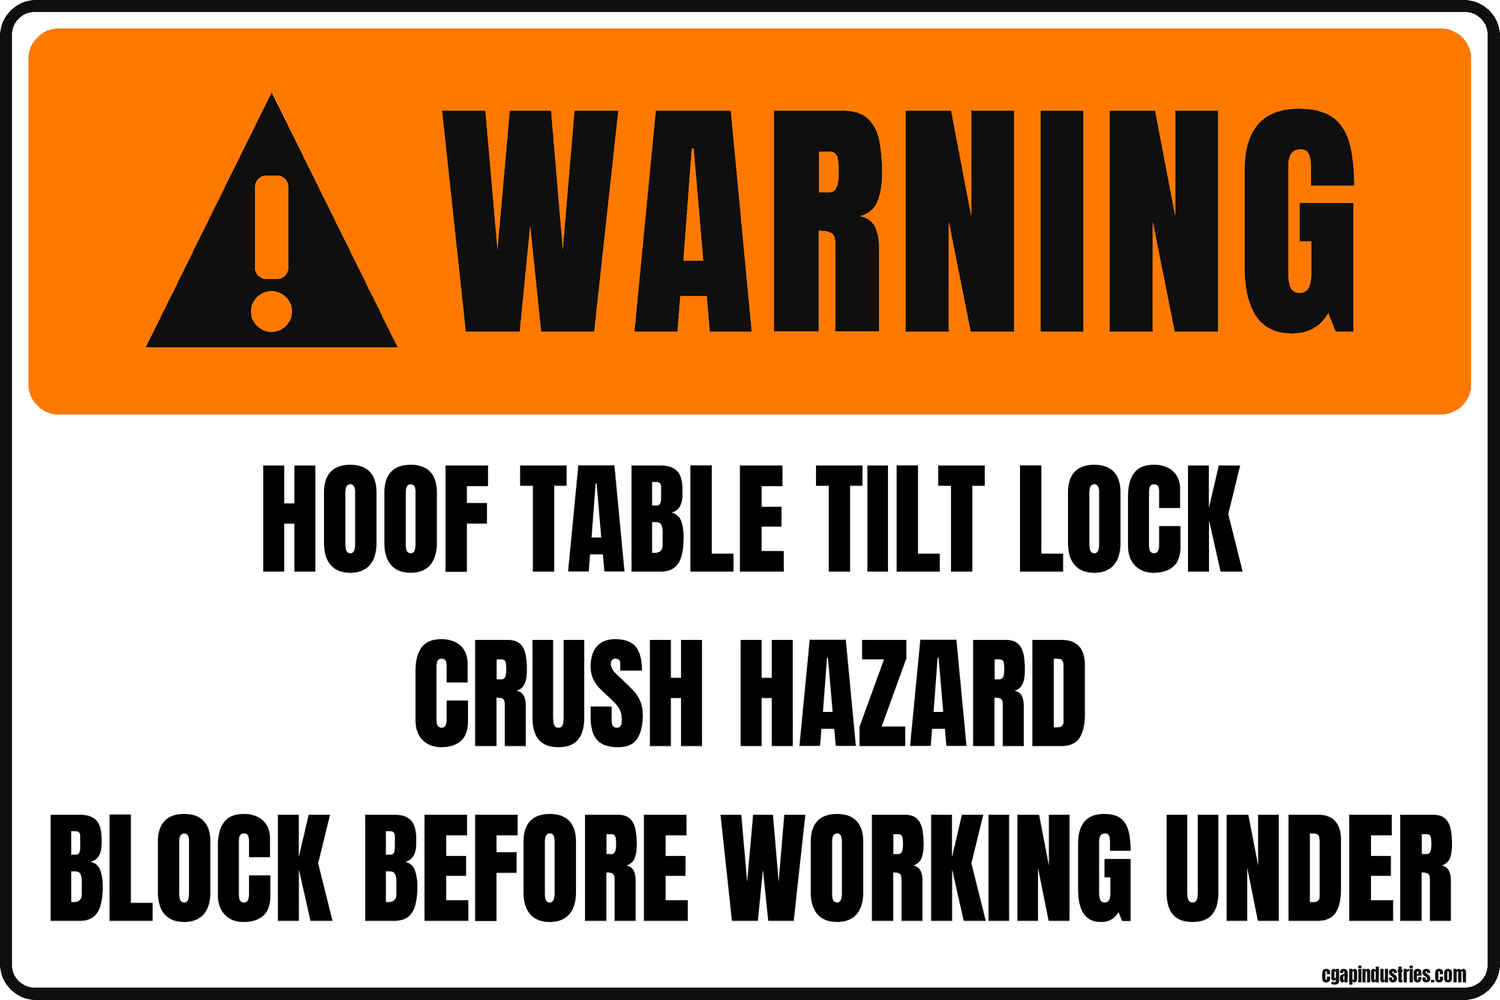 WARNING
HOOF TABLE TILT LOCK
CRUSH HAZARD
BLOCK BEFORE WORKING UNDER
cgapindustries.com